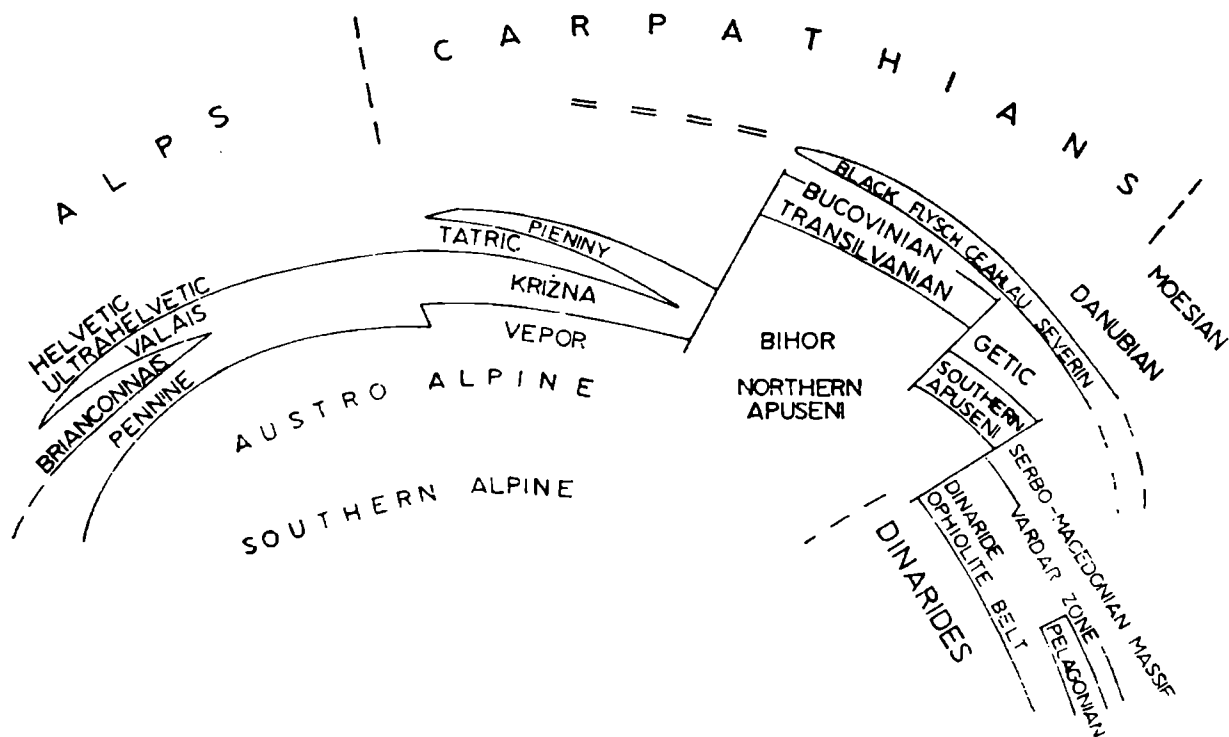 CARPATHIANS
ALPS
BLACK FLYSCH CEAHLAU SEVERIN
BUCOVINIAN
TRANSILVANIAN
PIENINY
TATRIC
KRIŽNA
VEPOR
HELVETIC
ULTRAHELVETIC
VALAIS
BRIANCONNAIS
PENNINE
DANUBIAN
MOESIAN
BIHOR
NORTHERN
APUSENI
GETIC
SOUTHERN
APUSENI
AUSTRO ALPINE
SOUTHERN ALPINE
SERBO-MACEDONIAN MASSIF
VARDAR ZONE
DINARIDE
OPHIOLITE BELT
DINARIDES
PELAGONIAN